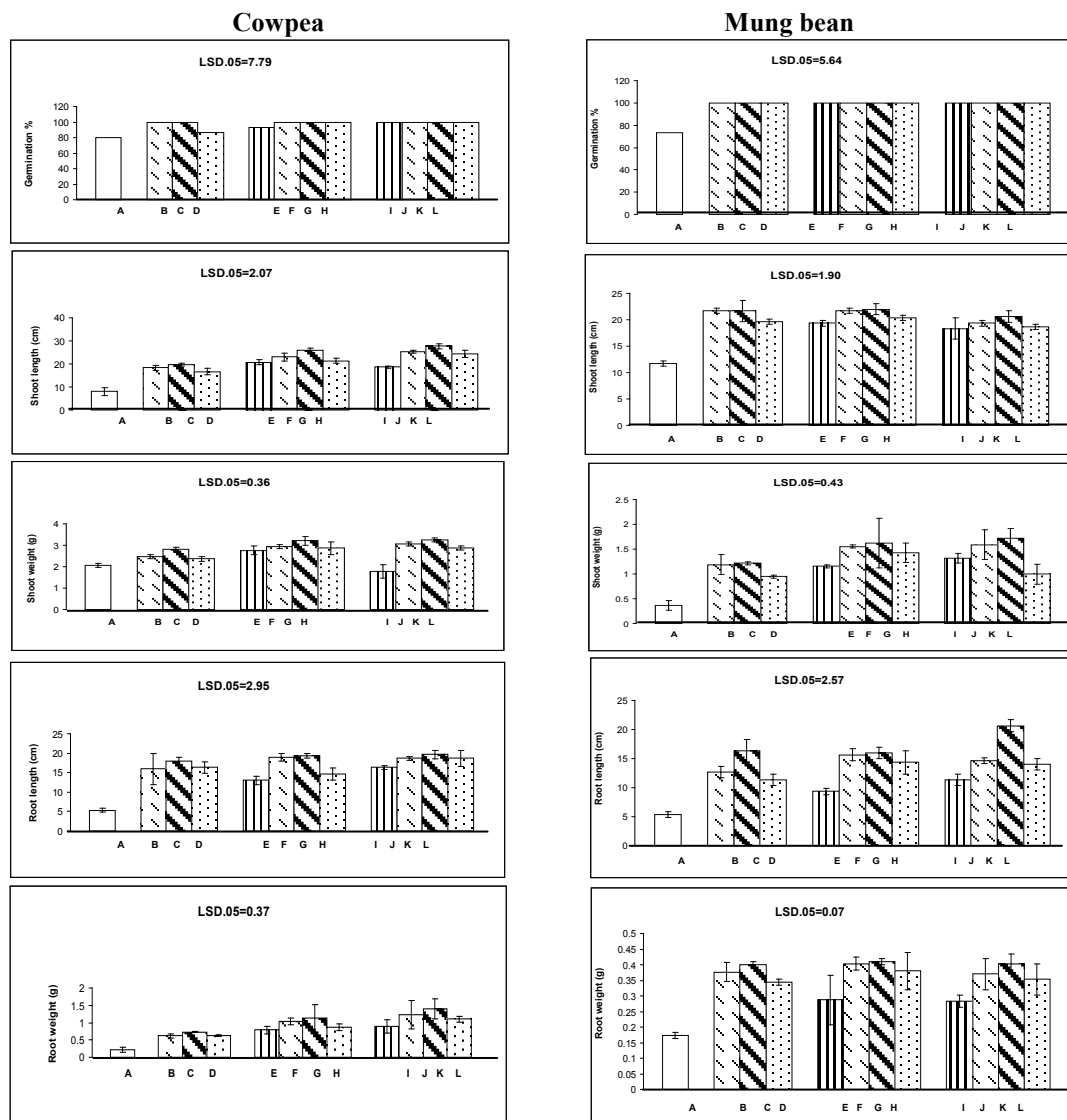 Cowpea
LSD.05=7.79
Germination %
120
100
80
60
40
20
0
A B C D E F G H I J K L
LSD.05=2.07
Shoot length (cm)
40
30
20
10
0
A B C D E F G H I J K L
LSD.05=0.36
Shoot weight (g)
4
3
2
1
0
A B C D E F G H I J K L
LSD.05=2.95
Root length (cm)
25
20
15
10
5
0
A B C D E F G H I J K L
LSD.05=0.37
Root weight (g)
2
1.5
1
0.5
0
A B C D E F G H I J K L
Mung bean
LSD.05=5.64
Germination %
120
100
80
60
40
20
0
A B C D E F G H I J K L
LSD.05=1.90
Shoot length (cm)
25
20
15
10
5
0
A B C D E F G H I J K L
LSD.05=0.43
Shoot weight (g)
2.5
2
1.5
1
0.5
0
A B C D E F G H I J K L
LSD.05=2.57
Root length (cm)
25
20
15
10
5
0
A B C D E F G H I J K L
LSD.05=0.07
Root weight (g)
0.5
0.45
0.4
0.35
0.3
0.25
0.2
0.15
0.1
0.05
0
A B C D E F G H I J K L